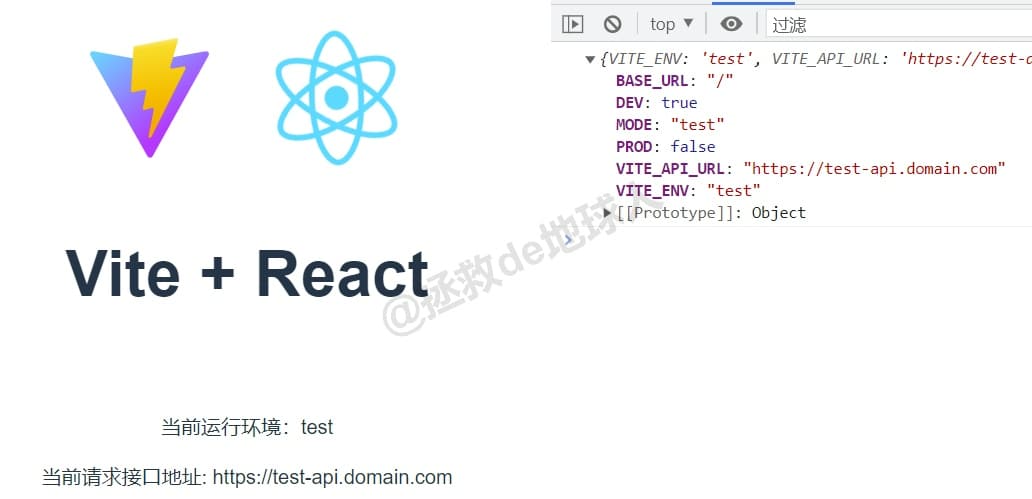 Vite + React
当前运行环境：test
当前请求接口地址: https://test-api.domain.com
top
过滤
{VITE_ENV: 'test', VITE_API_URL: 'https://test-
BASE_URL: "/"
DEV: true
MODE: "test"
PROD: false
VITE_API_URL: "https://test-api.domain.com"
VITE_ENV: "test"
[[Prototype]]: Object
@拯救de地球人